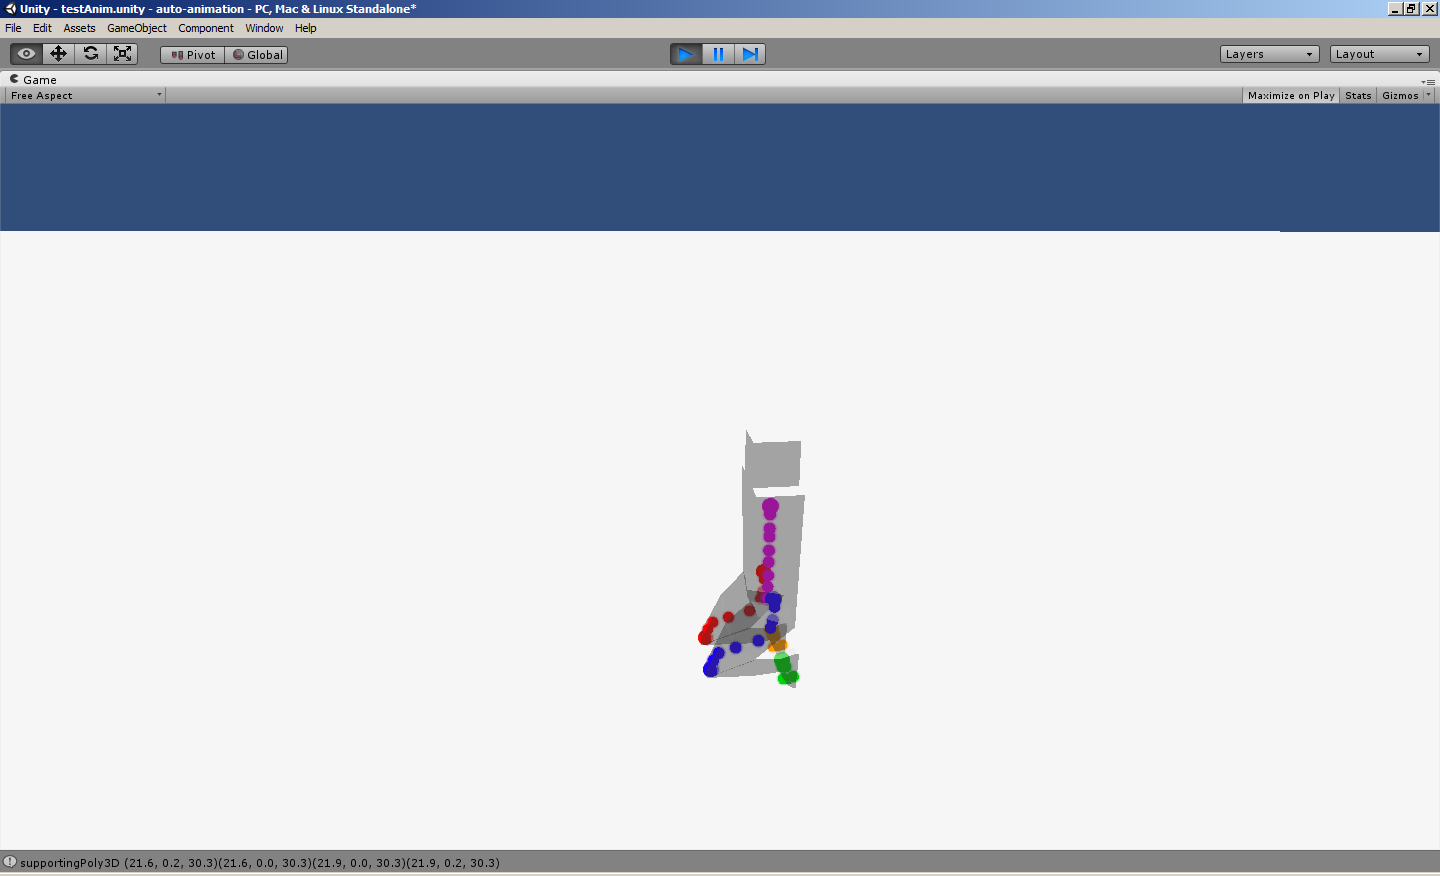 Unity - testAnim.unity - auto-animation - PC, Mac & Linux Standalone*
File Edit Assets GameObject Component Window Help
Pivot Global Layers Layout
Game
Free Aspect Maximize on Play Stats Gizmos
supportingPoly3D (21.6, 0.2, 30.3)(21.6, 0.0, 30.3)(21.9, 0.0, 30.3)(21.9, 0.2, 30.3)